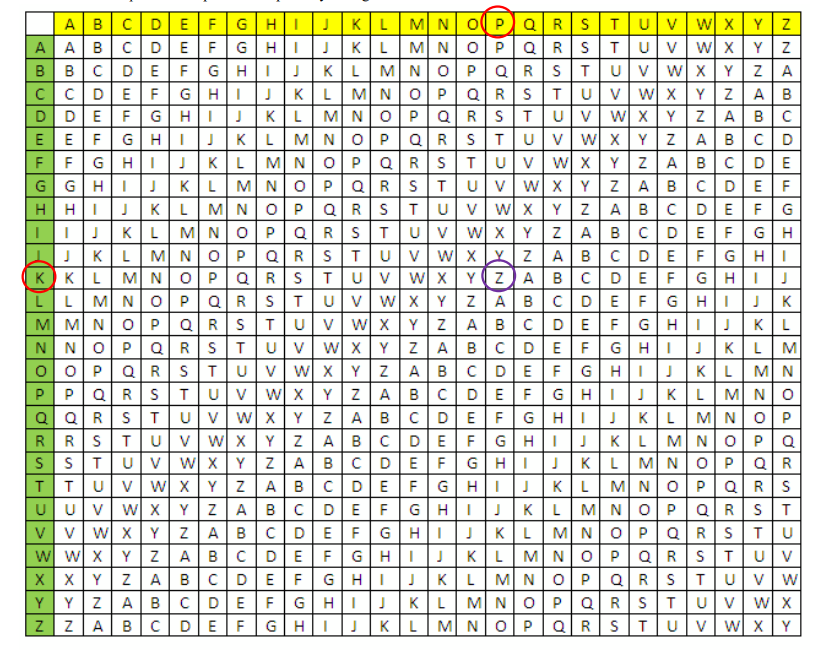 A B C D E F G H I J K L M N O P Q R S T U V W X Y Z
A A B C D E F G H I J K L M N O P Q R S T U V W X Y Z
B B C D E F G H I J K L M N O P Q R S T U V W X Y Z A
C C D E F G H I J K L M N O P Q R S T U V W X Y Z A B
D D E F G H I J K L M N O P Q R S T U V W X Y Z A B C
E E F G H I J K L M N O P Q R S T U V W X Y Z A B C D
F F G H I J K L M N O P Q R S T U V W X Y Z A B C D E
G G H I J K L M N O P Q R S T U V W X Y Z A B C D E F
H H I J K L M N O P Q R S T U V W X Y Z A B C D E F G
I I J K L M N O P Q R S T U V W X Y Z A B C D E F G H
J J K L M N O P Q R S T U V W X Y Z A B C D E F G H I
K K L M N O P Q R S T U V W X Y Z A B C D E F G H I J
L L M N O P Q R S T U V W X Y Z A B C D E F G H I J K
M M N O P Q R S T U V W X Y Z A B C D E F G H I J K L
N N O P Q R S T U V W X Y Z A B C D E F G H I J K L M
O O P Q R S T U V W X Y Z A B C D E F G H I J K L M N
P P Q R S T U V W X Y Z A B C D E F G H I J K L M N O
Q Q R S T U V W X Y Z A B C D E F G H I J K L M N O P
R R S T U V W X Y Z A B C D E F G H I J K L M N O P Q
S S T U V W X Y Z A B C D E F G H I J K L M N O P Q R
T T U V W X Y Z A B C D E F G H I J K L M N O P Q R S
U U V W X Y Z A B C D E F G H I J K L M N O P Q R S T
V V W X Y Z A B C D E F G H I J K L M N O P Q R S T U
W W X Y Z A B C D E F G H I J K L M N O P Q R S T U V
X X Y Z A B C D E F G H I J K L M N O P Q R S T U V W
Y Y Z A B C D E F G H I J K L M N O P Q R S T U V W X
Z Z A B C D E F G H I J K L M N O P Q R S T U V W X Y